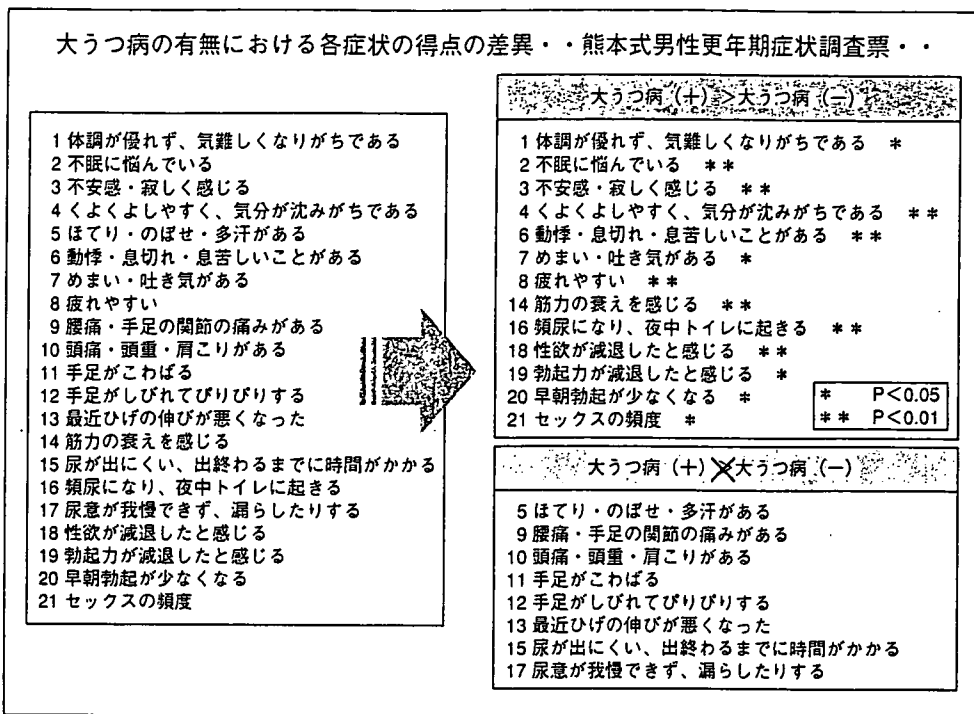 大うつ病の有無における各症状の得点の差異・・熊本式男性更年期症状調査票・・
1 体調が優れず、気難しくなりがちである
2 不眠に悩んでいる
3 不安感・寂しく感じる
4 くよくよしやすく、気分が沈みがちである
5 ほてり・のぼせ・多汗がある
6 動悸・息切れ・息苦しいことがある
7 めまい・吐き気がある
8 疲れやすい
9 腰痛・手足の関節の痛みがある
10 頭痛・頭重・肩こりがある
11 手足がこわばる
12 手足がしびれてぴりぴりする
13 最近ひげの伸びが悪くなった
14 筋力の衰えを感じる
15 尿が出にくい、出終わるまでに時間がかかる
16 頻尿になり、夜中トイレに起きる
17 尿意が我慢できず、漏らしたりする
18 性欲が減退したと感じる
19 勃起力が減退したと感じる
20 早朝勃起が少なくなる
21 セックスの頻度
大うつ病 (+) > 大うつ病 (−)
1 体調が優れず、気難しくなりがちである *
2 不眠に悩んでいる **
3 不安感・寂しく感じる **
4 くよくよしやすく、気分が沈みがちである **
6 動悸・息切れ・息苦しいことがある **
7 めまい・吐き気がある *
8 疲れやすい **
14 筋力の衰えを感じる **
16 頻尿になり、夜中トイレに起きる **
18 性欲が減退したと感じる **
19 勃起力が減退したと感じる *
20 早朝勃起が少なくなる *
21 セックスの頻度 *
* P<0.05
** P<0.01
大うつ病 (+) ≯ 大うつ病 (−)
5 ほてり・のぼせ・多汗がある
9 腰痛・手足の関節の痛みがある
10 頭痛・頭重・肩こりがある
11 手足がこわばる
12 手足がしびれてぴりぴりする
13 最近ひげの伸びが悪くなった
15 尿が出にくい、出終わるまでに時間がかかる
17 尿意が我慢できず、漏らしたりする